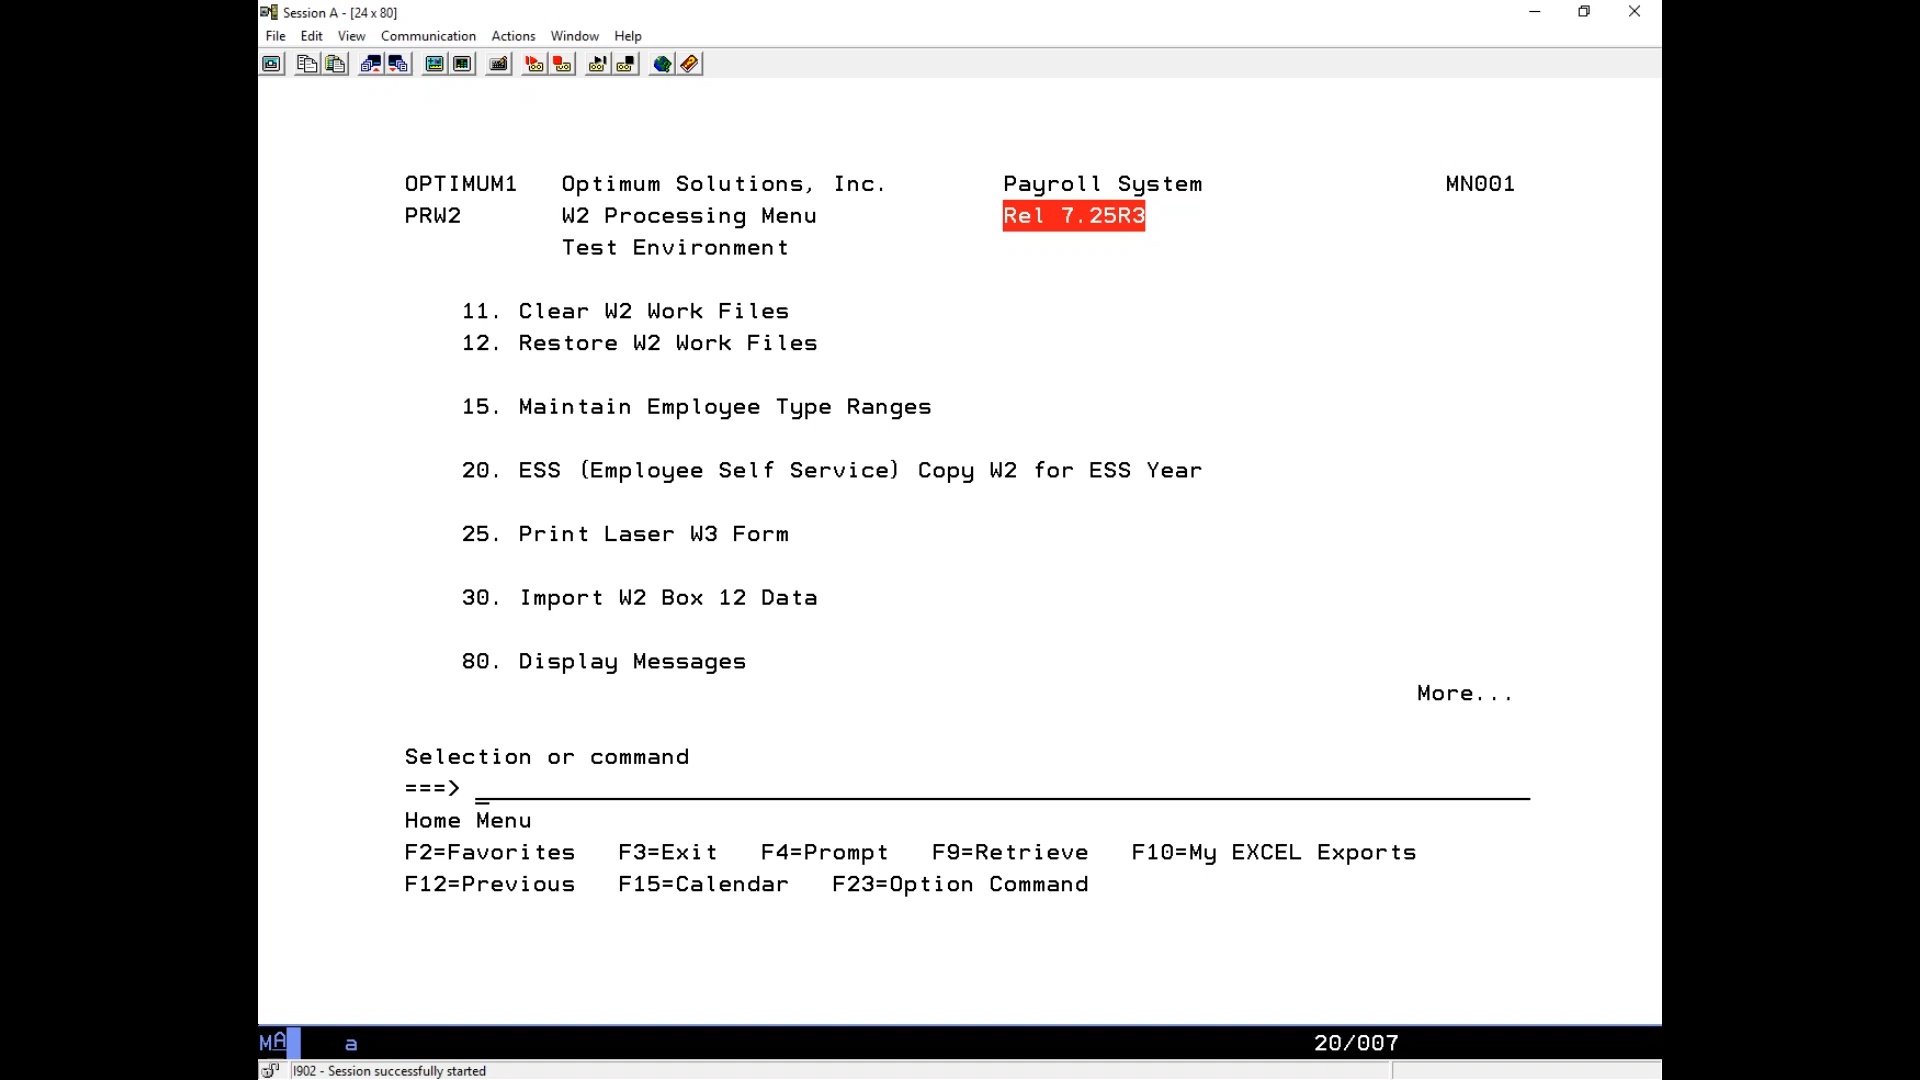 Session A - [24 x 80]
File Edit View Communication Actions Window Help
OPTIMUM1 Optimum Solutions, Inc. Payroll System MN001
PRW2 W2 Processing Menu Rel 7.25R3
Test Environment
11. Clear W2 Work Files
12. Restore W2 Work Files
15. Maintain Employee Type Ranges
20. ESS (Employee Self Service) Copy W2 for ESS Year
25. Print Laser W3 Form
30. Import W2 Box 12 Data
80. Display Messages
More...
Selection or command
===>
Home Menu
F2=Favorites F3=Exit F4=Prompt F9=Retrieve F10=My EXCEL Exports
F12=Previous F15=Calendar F23=Option Command
MA a 20/007
I902 - Session successfully started